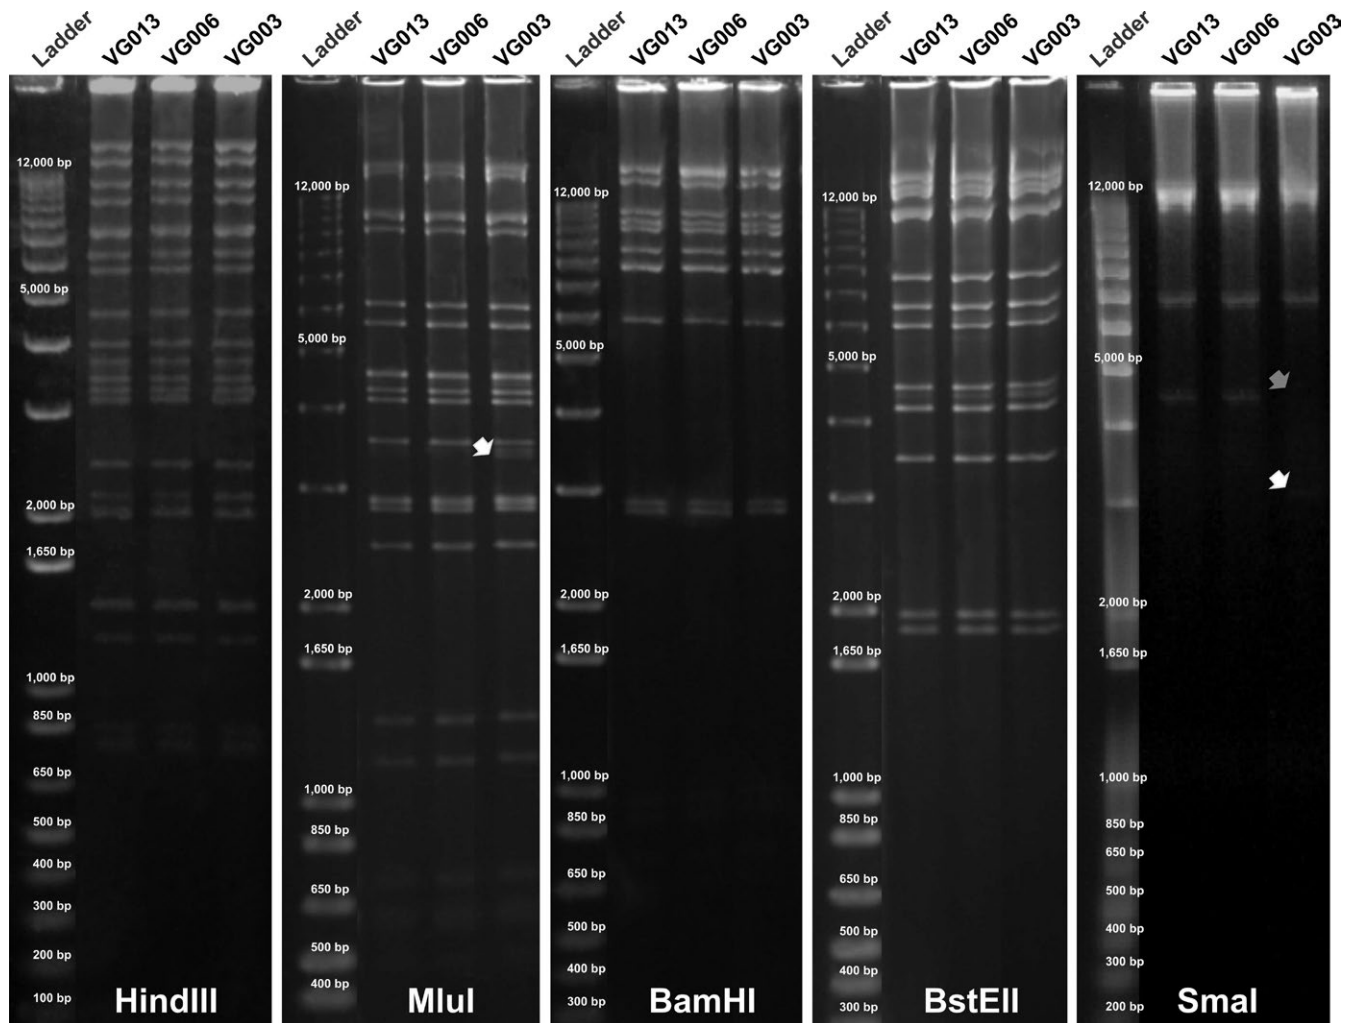 Ladder VG013 VG006 VG003
12,000 bp
5,000 bp
2,000 bp
1,650 bp
1,000 bp
850 bp
650 bp
500 bp
400 bp
300 bp
200 bp
100 bp
HindIII
Ladder VG013 VG006 VG003
12,000 bp
5,000 bp
2,000 bp
1,650 bp
1,000 bp
850 bp
650 bp
500 bp
400 bp
MluI
Ladder VG013 VG006 VG003
12,000 bp
5,000 bp
2,000 bp
1,650 bp
1,000 bp
850 bp
650 bp
500 bp
400 bp
300 bp
BamHI
Ladder VG013 VG006 VG003
12,000 bp
5,000 bp
2,000 bp
1,650 bp
1,000 bp
850 bp
650 bp
500 bp
400 bp
300 bp
BstEII
Ladder VG013 VG006 VG003
12,000 bp
5,000 bp
2,000 bp
1,650 bp
1,000 bp
850 bp
650 bp
500 bp
400 bp
300 bp
200 bp
SmaI